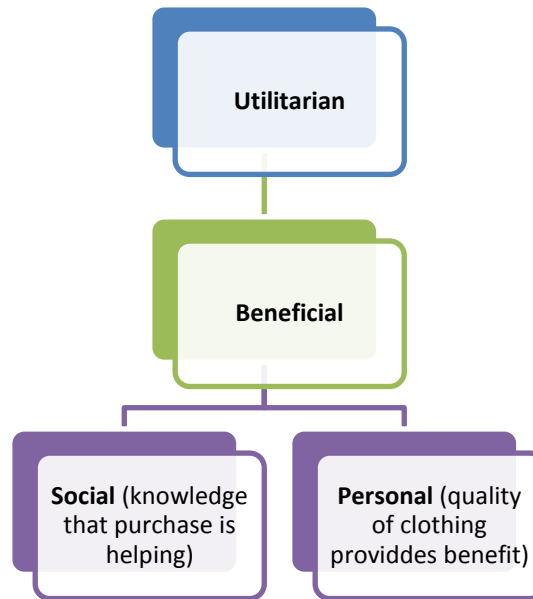 Utilitarian
Beneficial
Social (knowledge
that purchase is
helping)
Personal (quality
of clothing
providdes benefit)